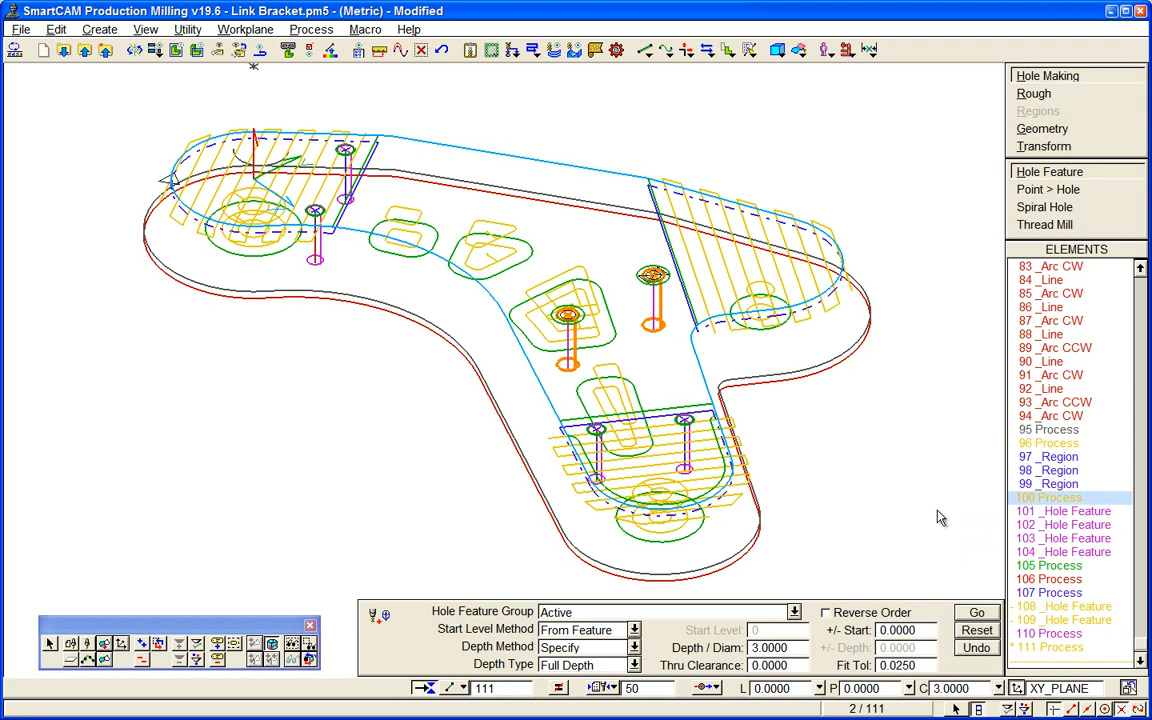 SmartCAM Production Milling v19.6 - Link Bracket.pm5 - (Metric) - Modified
File Edit Create View Utility Workplane Process Macro Help
Hole Making
Rough
Regions
Geometry
Transform
Hole Feature
Point > Hole
Spiral Hole
Thread Mill
ELEMENTS
83 _Arc CW
84 _Line
85 _Arc CW
86 _Line
87 _Arc CW
88 _Line
89 _Arc CCW
90 _Line
91 _Arc CW
92 _Line
93 _Arc CCW
94 _Arc CW
95 Process
96 Process
97 _Region
98 _Region
99 _Region
100 Process
101 _Hole Feature
102 _Hole Feature
103 _Hole Feature
104 _Hole Feature
105 Process
106 Process
107 Process
- 108 _Hole Feature
- 109 _Hole Feature
110 Process
* 111 Process
Hole Feature Group Active Reverse Order Go
Start Level Method From Feature Start Level: 0 +/- Start: 0.0000 Reset
Depth Method Specify Depth / Diam: 3.0000 +/- Depth: 0.0000 Undo
Depth Type Full Depth Thru Clearance: 0.0000 Fit Tol: 0.0250
111 50 L 0.0000 P 0.0000 C 3.0000 XY_PLANE
2 / 111